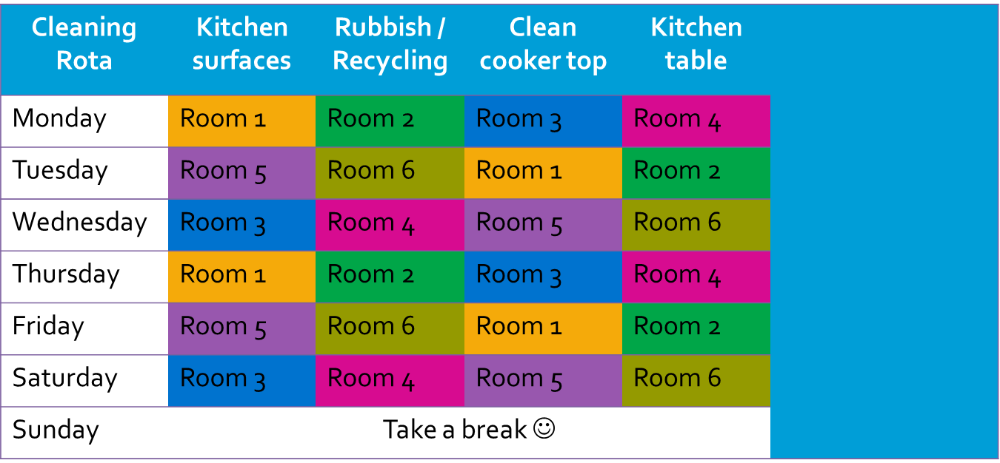 Cleaning Rota Kitchen surfaces Rubbish / Recycling Clean cooker top Kitchen table
Monday Room 1 Room 2 Room 3 Room 4
Tuesday Room 5 Room 6 Room 1 Room 2
Wednesday Room 3 Room 4 Room 5 Room 6
Thursday Room 1 Room 2 Room 3 Room 4
Friday Room 5 Room 6 Room 1 Room 2
Saturday Room 3 Room 4 Room 5 Room 6
Sunday Take a break ☺